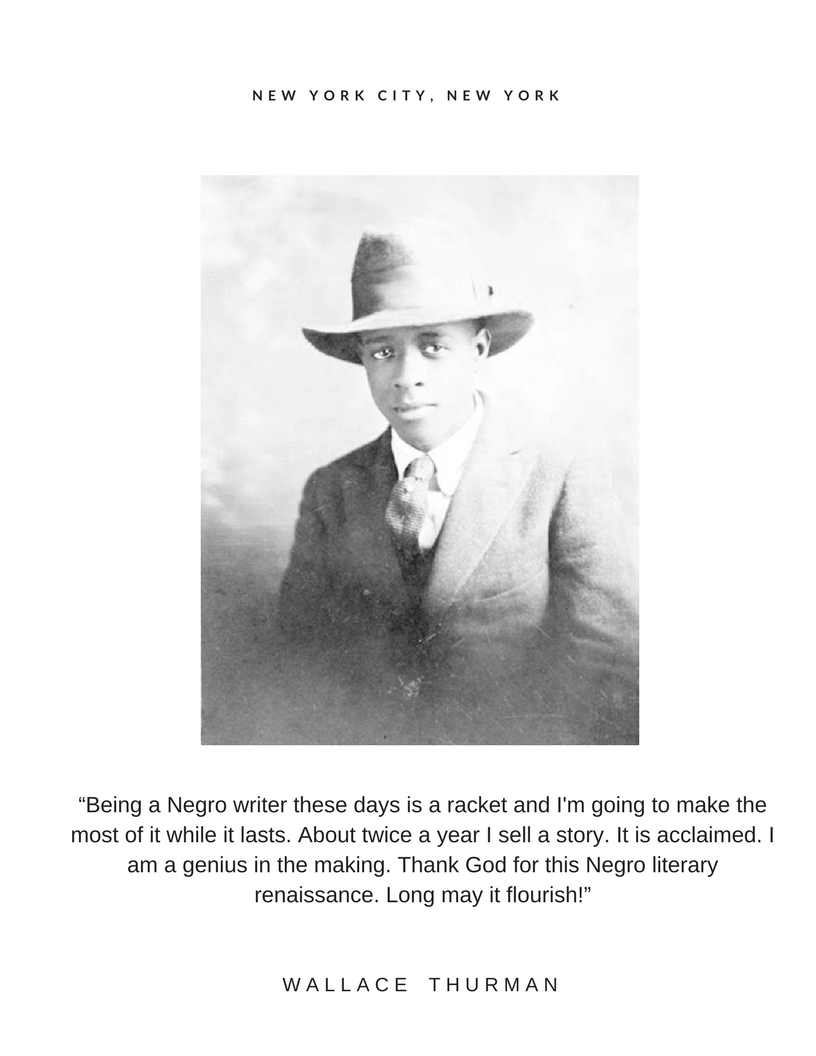 NEW YORK CITY, NEW YORK
“Being a Negro writer these days is a racket and I'm going to make the
most of it while it lasts. About twice a year I sell a story. It is acclaimed. I
am a genius in the making. Thank God for this Negro literary
renaissance. Long may it flourish!”
WALLACE THURMAN